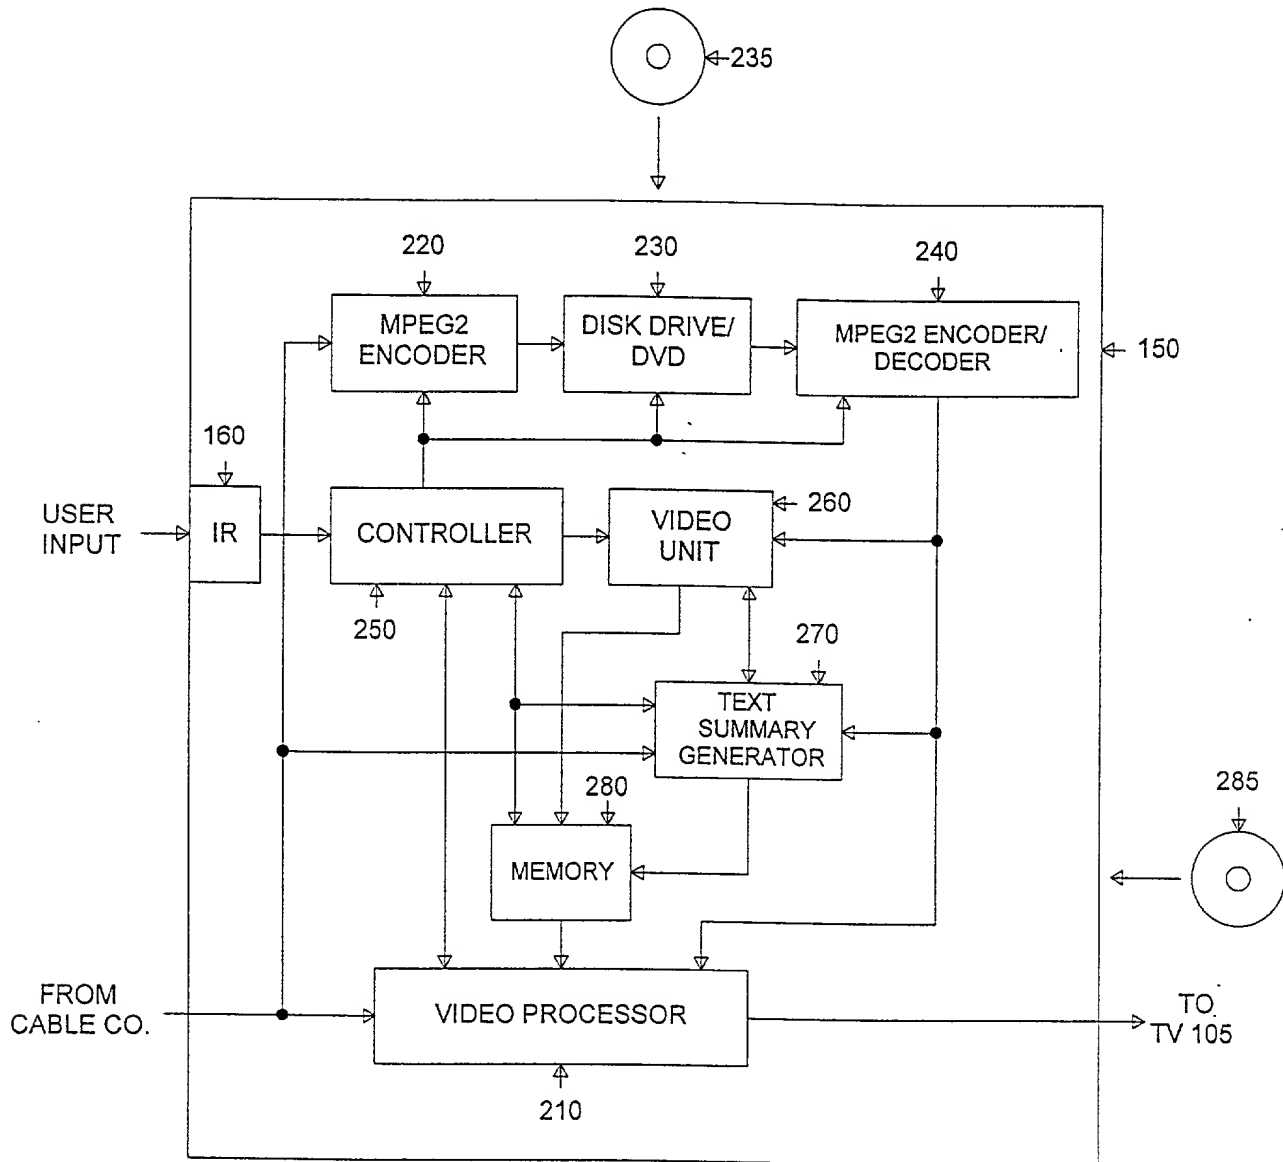 235
220
230
240
MPEG2
ENCODER
DISK DRIVE/
DVD
MPEG2 ENCODER/
DECODER
150
160
USER
INPUT
IR
CONTROLLER
VIDEO
UNIT
260
250
270
TEXT
SUMMARY
GENERATOR
280
285
MEMORY
FROM
CABLE CO.
VIDEO PROCESSOR
TO
TV 105
210